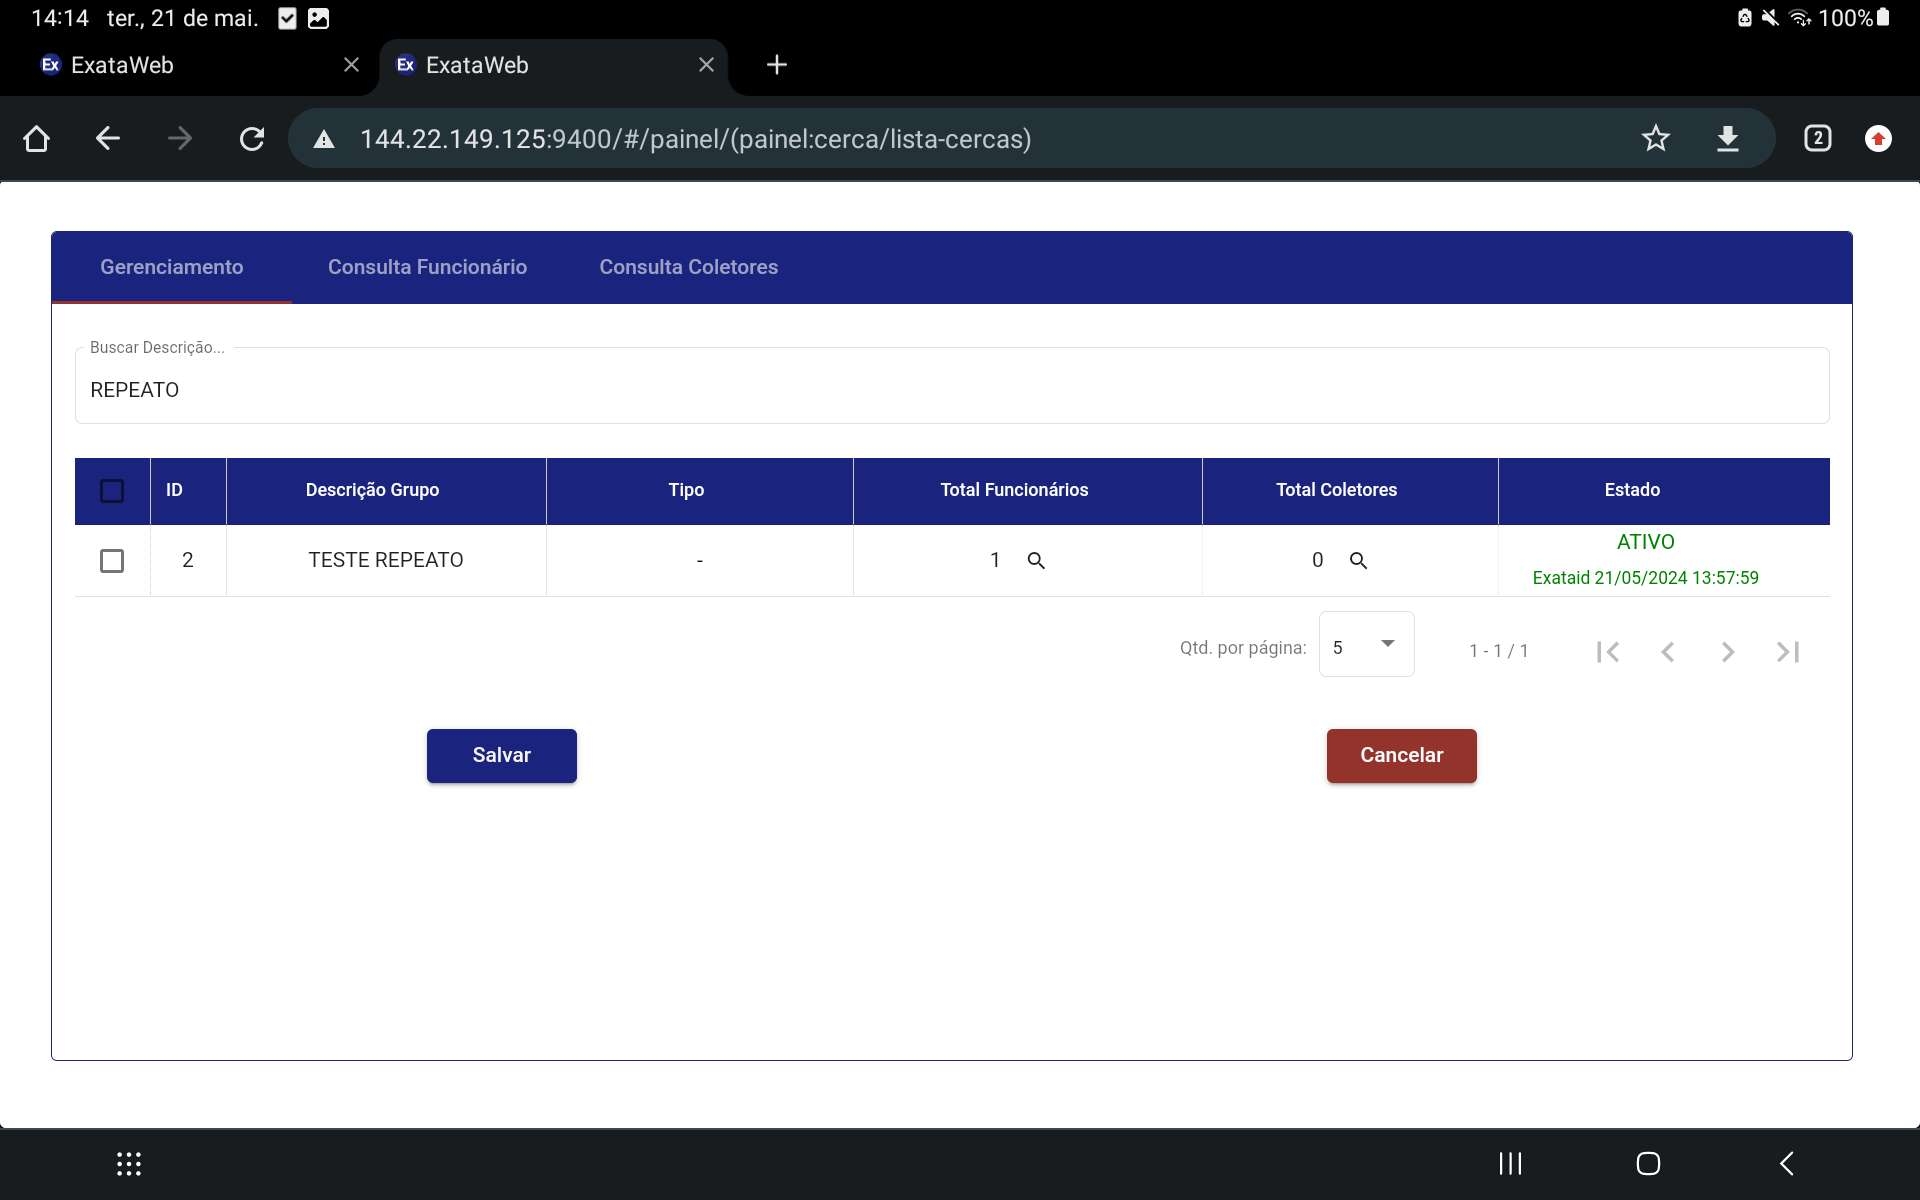 14:14 ter., 21 de mai. 100%
Ex ExataWeb Ex ExataWeb
144.22.149.125:9400/#/painel/(painel:cerca/lista-cercas) 2
Gerenciamento Consulta Funcionário Consulta Coletores
Buscar Descrição...
REPEATO
ID Descrição Grupo Tipo Total Funcionários Total Coletores Estado
2 TESTE REPEATO - 1 0 ATIVO
Exataid 21/05/2024 13:57:59
Qtd. por página: 5 1 - 1 / 1
Salvar Cancelar